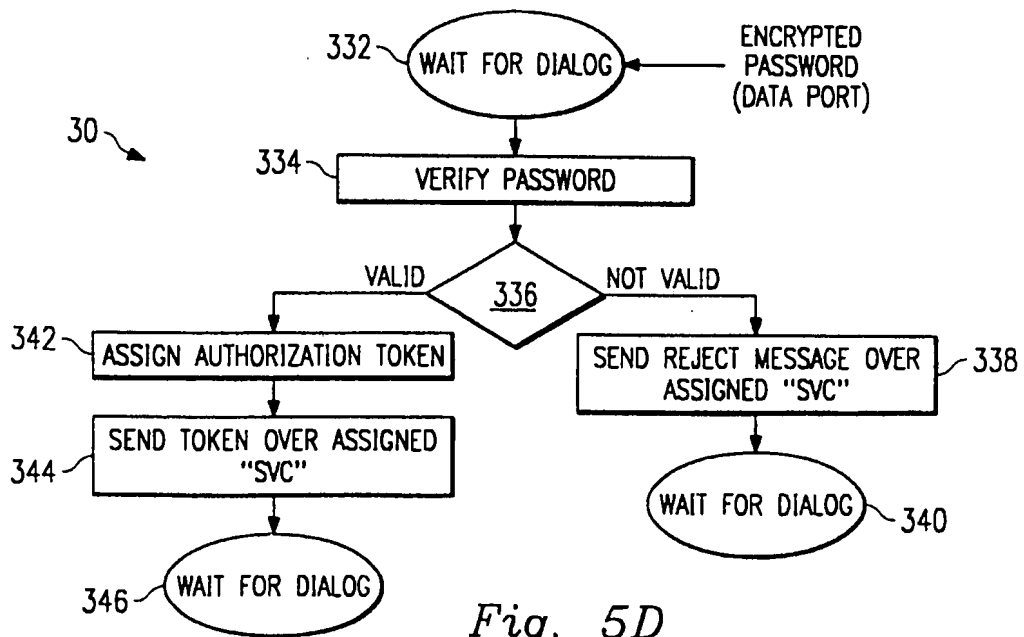 332
WAIT FOR DIALOG
ENCRYPTED
PASSWORD
(DATA PORT)
30
334
VERIFY PASSWORD
VALID
336
NOT VALID
342
ASSIGN AUTHORIZATION TOKEN
SEND REJECT MESSAGE OVER
ASSIGNED "SVC"
338
344
SEND TOKEN OVER ASSIGNED
"SVC"
WAIT FOR DIALOG
340
346
WAIT FOR DIALOG
Fig. 5D